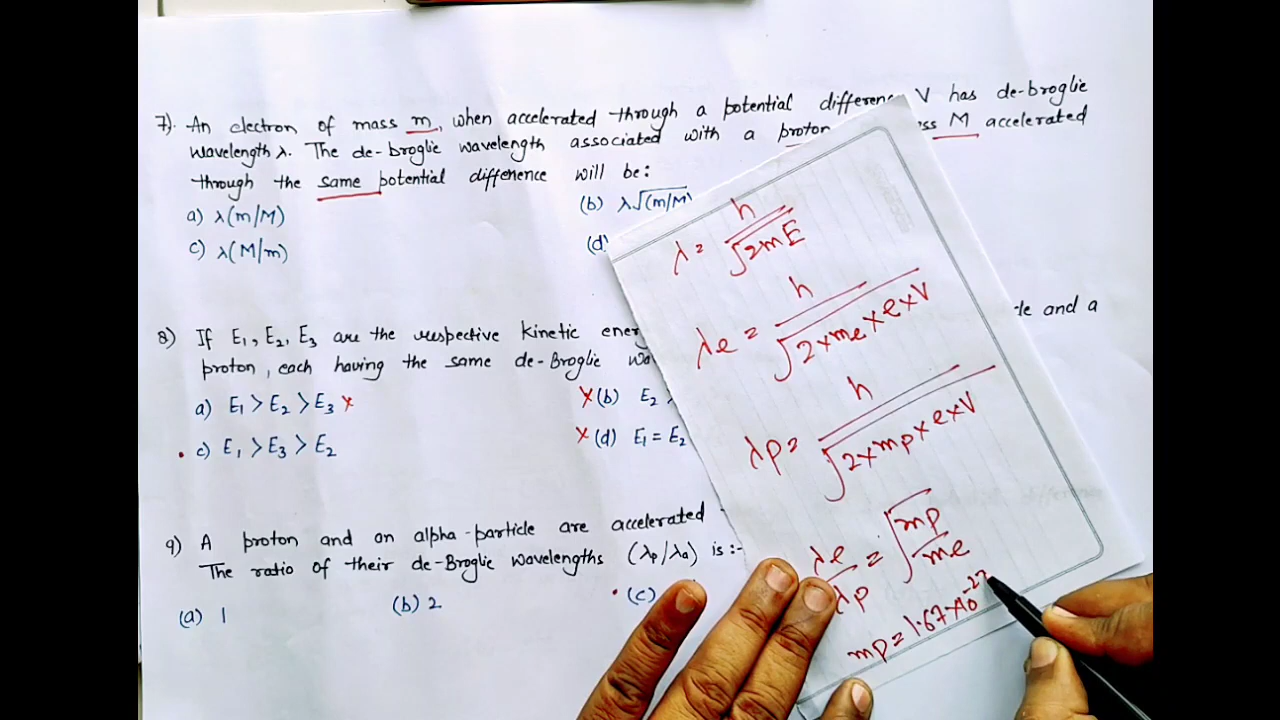 7). An electron of mass m, when accelerated through a potential difference V has de-broglie
wavelength λ. The de-broglie wavelength associated with a proton M accelerated
through the same potential difference will be:
a) λ(m/M)
(b) λ√(m/M)
c) λ(M/m)
(d)
8) If E₁, E₂, E₃ are the respective kinetic and a
proton, each having the same de-Broglie
a) E₁ > E₂ > E₃ ×
×(b) E₂
• c) E₁ > E₃ > E₂
×(d) E₁ = E₂
9) A proton and an alpha-particle are accelerated
The ratio of their de-Broglie wavelengths (λp/λα) is :-
(a) 1
(b) 2
• (c)
λ = h/√2mE
λe = h/√2×me×e×V
λp = h/√2×mp×e×V
λe/λp = √mp/me
mp = 1.67×10⁻²⁷